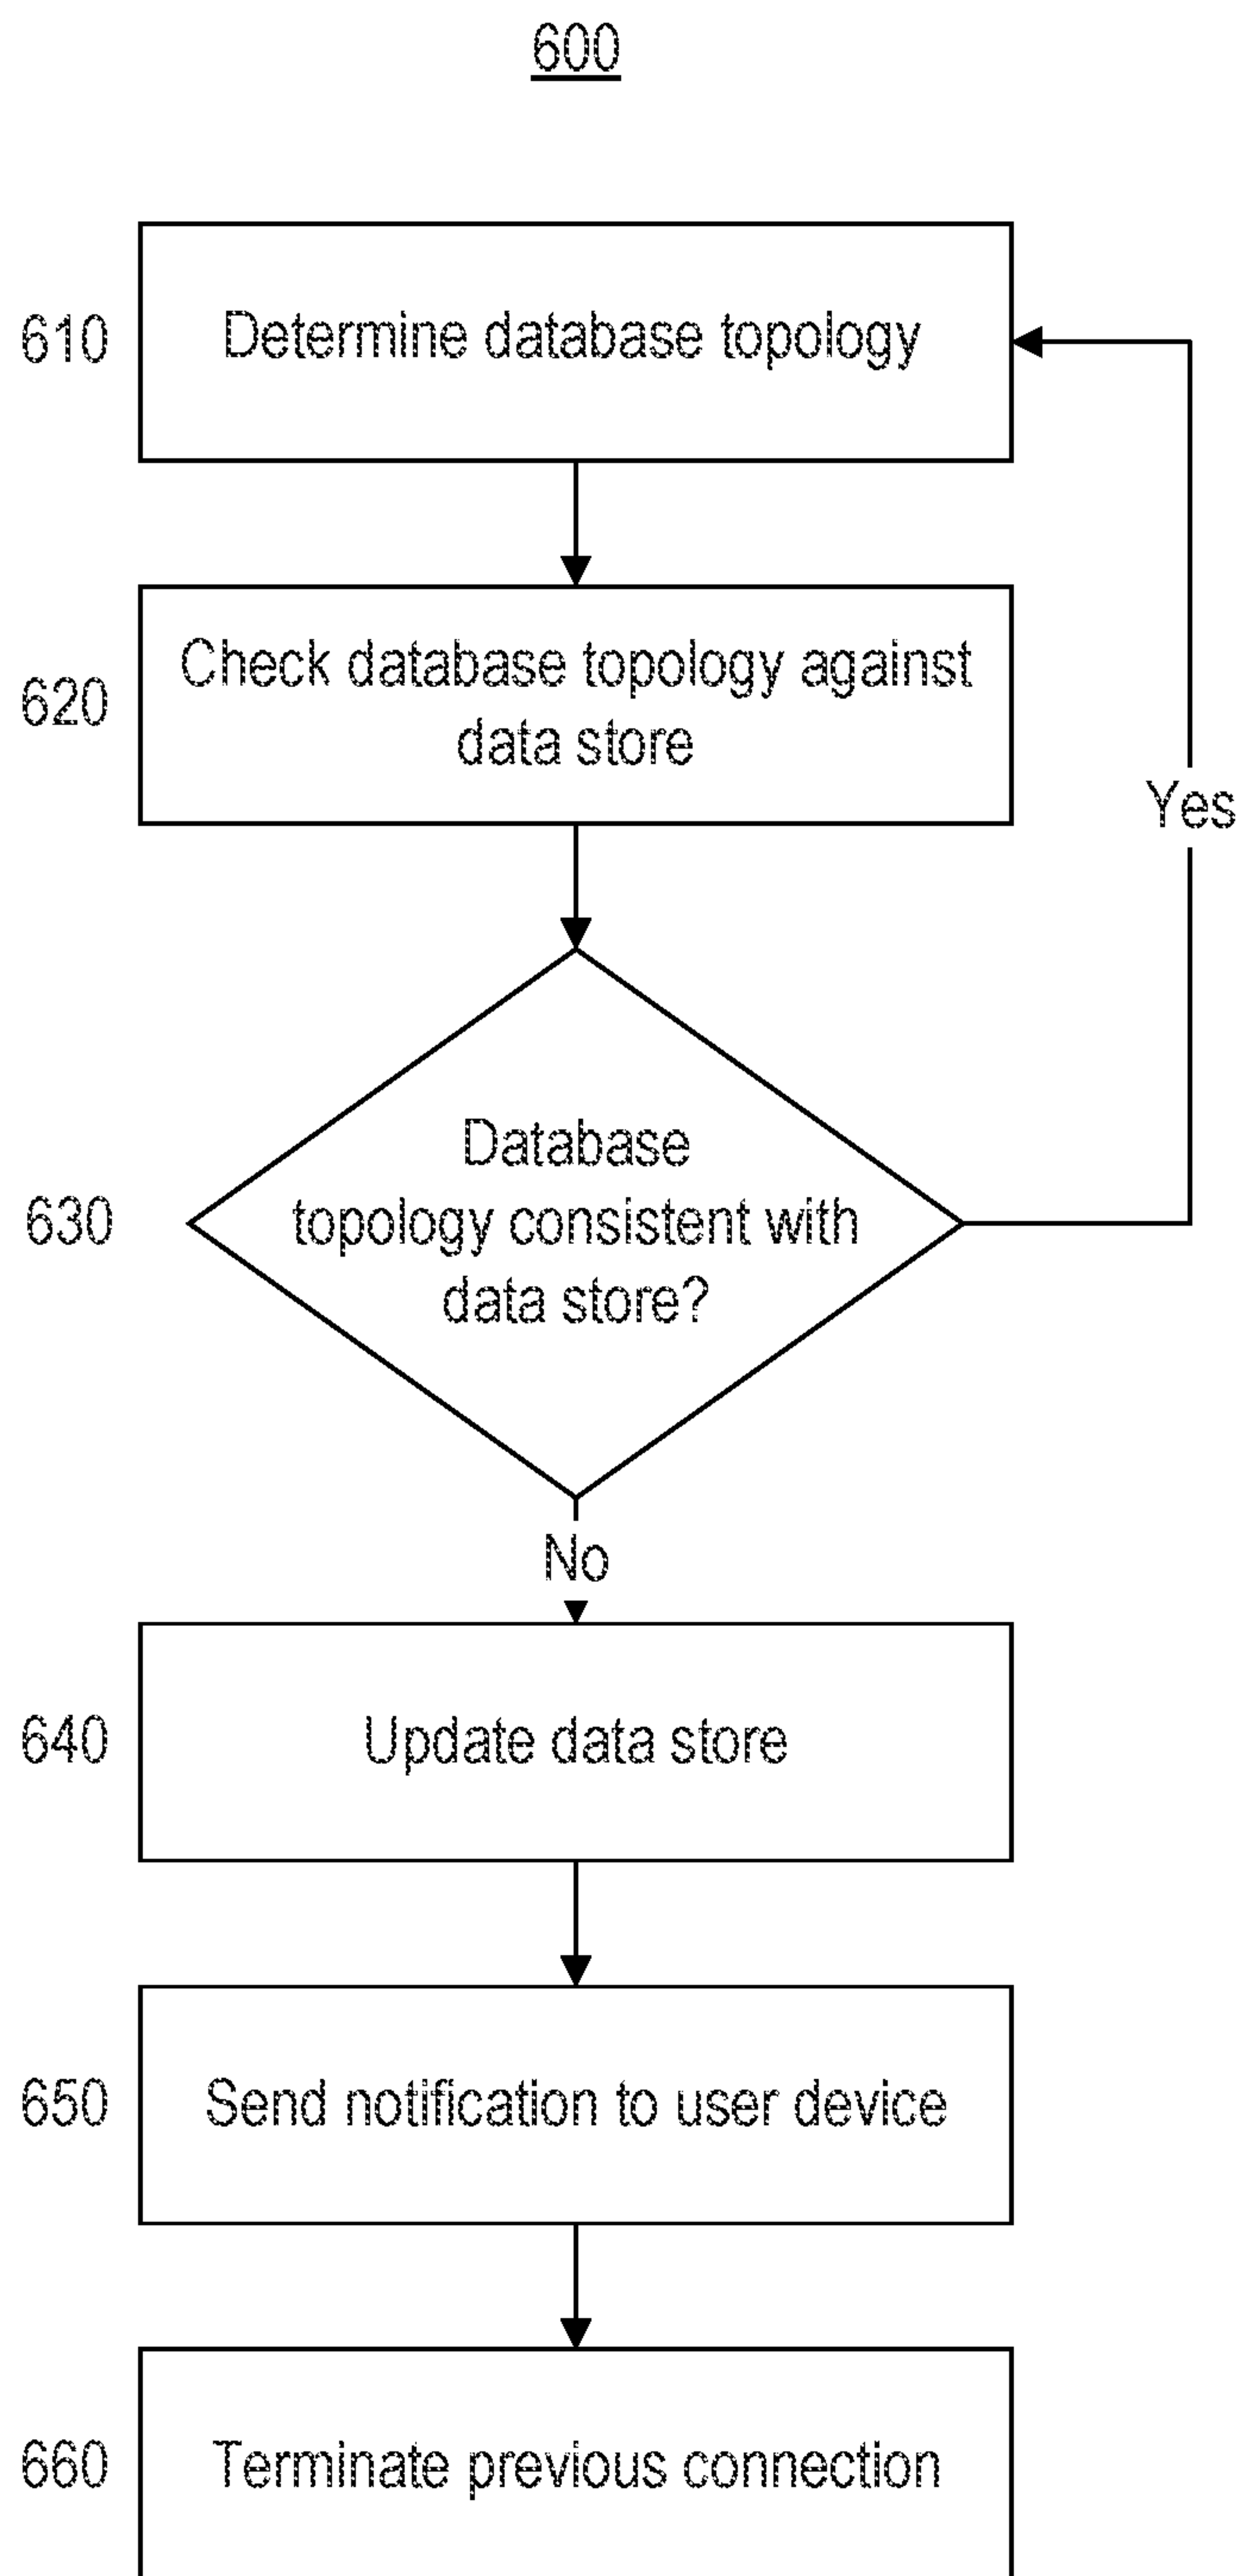 600
610
Determine database topology
620
Check database topology against
data store
Yes
630
Database
topology consistent with
data store?
No
640
Update data store
650
Send notification to user device
660
Terminate previous connection